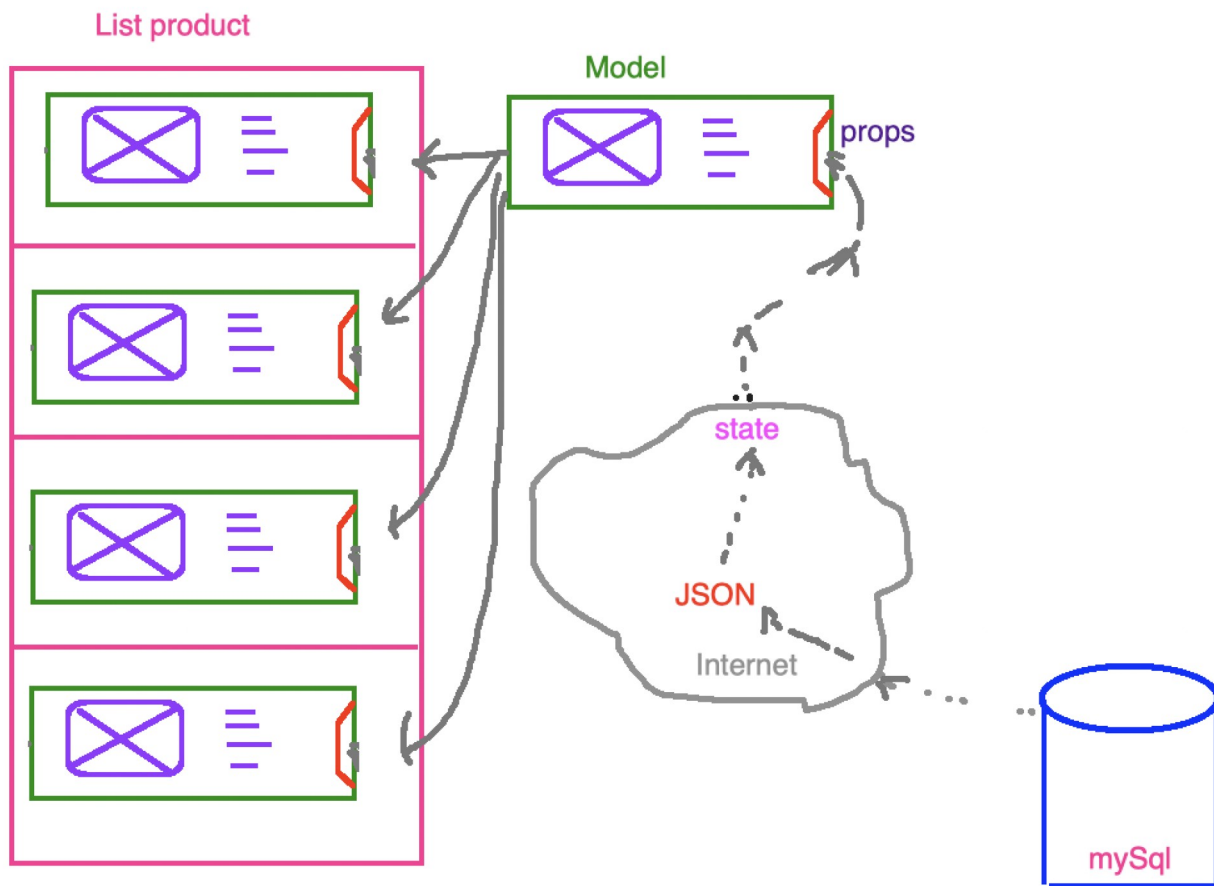 List product
Model
props
state
JSON
Internet
mySql